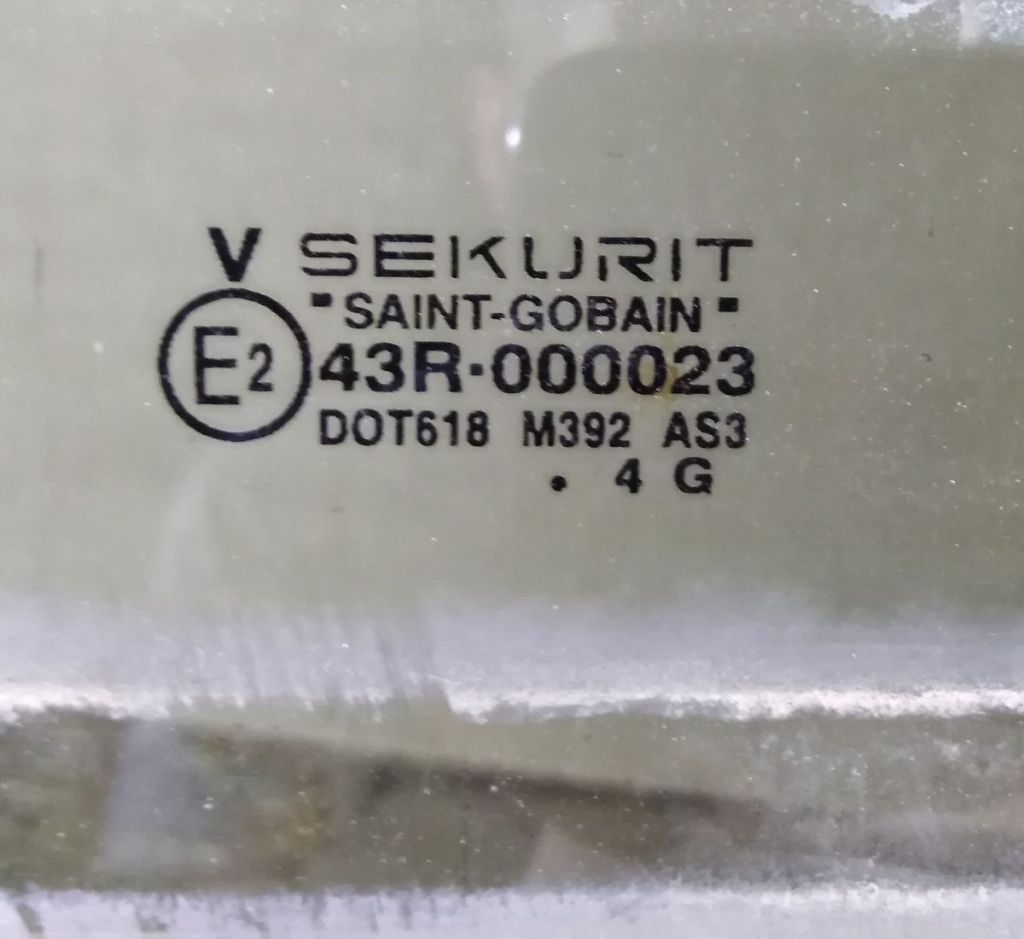 V SEKURIT
"SAINT-GOBAIN"
E2 43R·000023
DOT618 M392 AS3
. 4 G